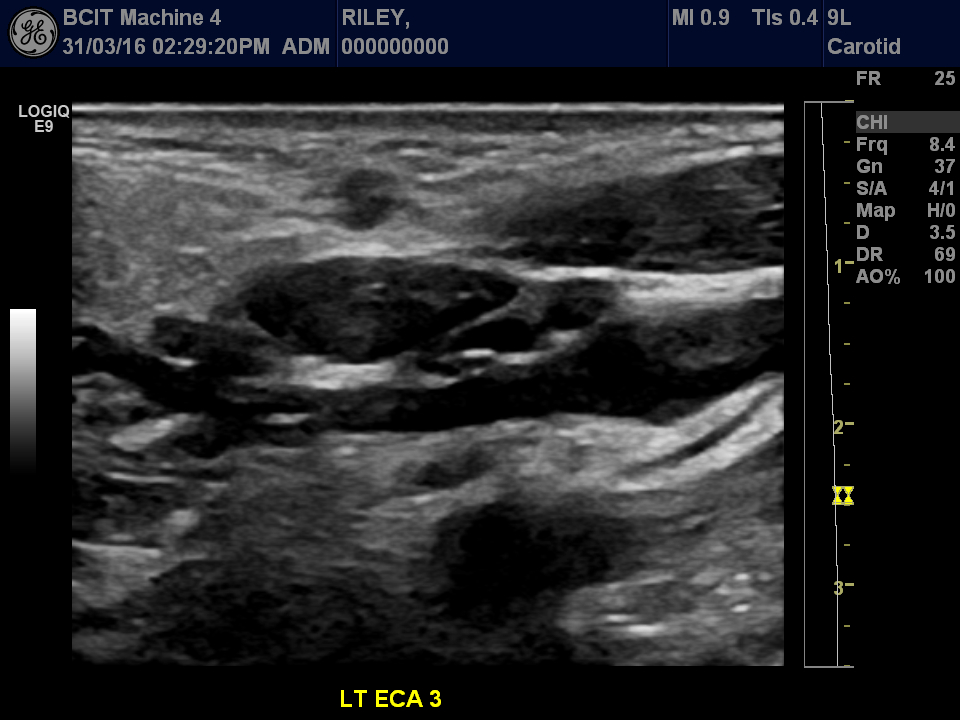 BCIT Machine 4 RILEY, MI 0.9 TIs 0.4 9L
31/03/16 02:29:20PM ADM 000000000 Carotid
FR 25
LOGIQ
E9
CHI
Frq 8.4
Gn 37
S/A 4/1
Map H/0
D 3.5
DR 69
AO% 100
1
2
3
LT ECA 3